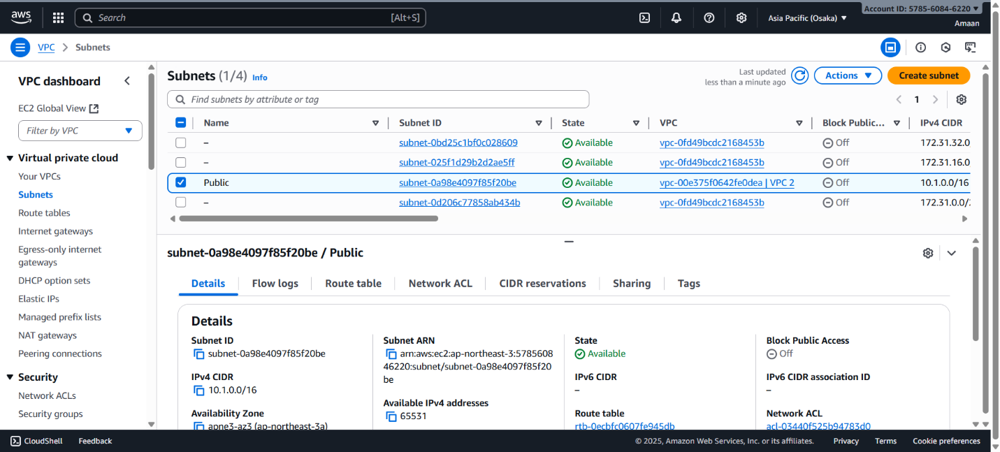 aws
Search [Alt+S]
Asia Pacific (Osaka)
Account ID: 5785-6084-6220
Amaan
VPC
Subnets
VPC dashboard
EC2 Global View
Filter by VPC
Virtual private cloud
Your VPCs
Subnets
Route tables
Internet gateways
Egress-only internet
gateways
DHCP option sets
Elastic IPs
Managed prefix lists
NAT gateways
Peering connections
Security
Network ACLs
Security groups
Subnets (1/4) Info
Last updated
less than a minute ago
Actions
Create subnet
Find subnets by attribute or tag
1
Name Subnet ID State VPC Block Public... IPv4 CIDR
– subnet-0bd25c1bf0c028609 Available vpc-0fd49bcdc2168453b Off 172.31.32.0
– subnet-025f1d29b2d2ae5ff Available vpc-0fd49bcdc2168453b Off 172.31.16.0
Public subnet-0a98e4097f85f20be Available vpc-00e375f0642fe0dea | VPC 2 Off 10.1.0.0/16
– subnet-0d206c77858ab434b Available vpc-0fd49bcdc2168453b Off 172.31.0.0/
subnet-0a98e4097f85f20be / Public
Details Flow logs Route table Network ACL CIDR reservations Sharing Tags
Details
Subnet ID
subnet-0a98e4097f85f20be
IPv4 CIDR
10.1.0.0/16
Availability Zone
apne3-az3 (ap-northeast-3a)
Subnet ARN
arn:aws:ec2:ap-northeast-3:5785608
46220:subnet/subnet-0a98e4097f85f20
be
Available IPv4 addresses
65531
State
Available
IPv6 CIDR
–
Route table
rtb-0ecbfc0607fe945db
Block Public Access
Off
IPv6 CIDR association ID
–
Network ACL
acl-03440f525b94783d0
CloudShell Feedback © 2025, Amazon Web Services, Inc. or its affiliates. Privacy Terms Cookie preferences